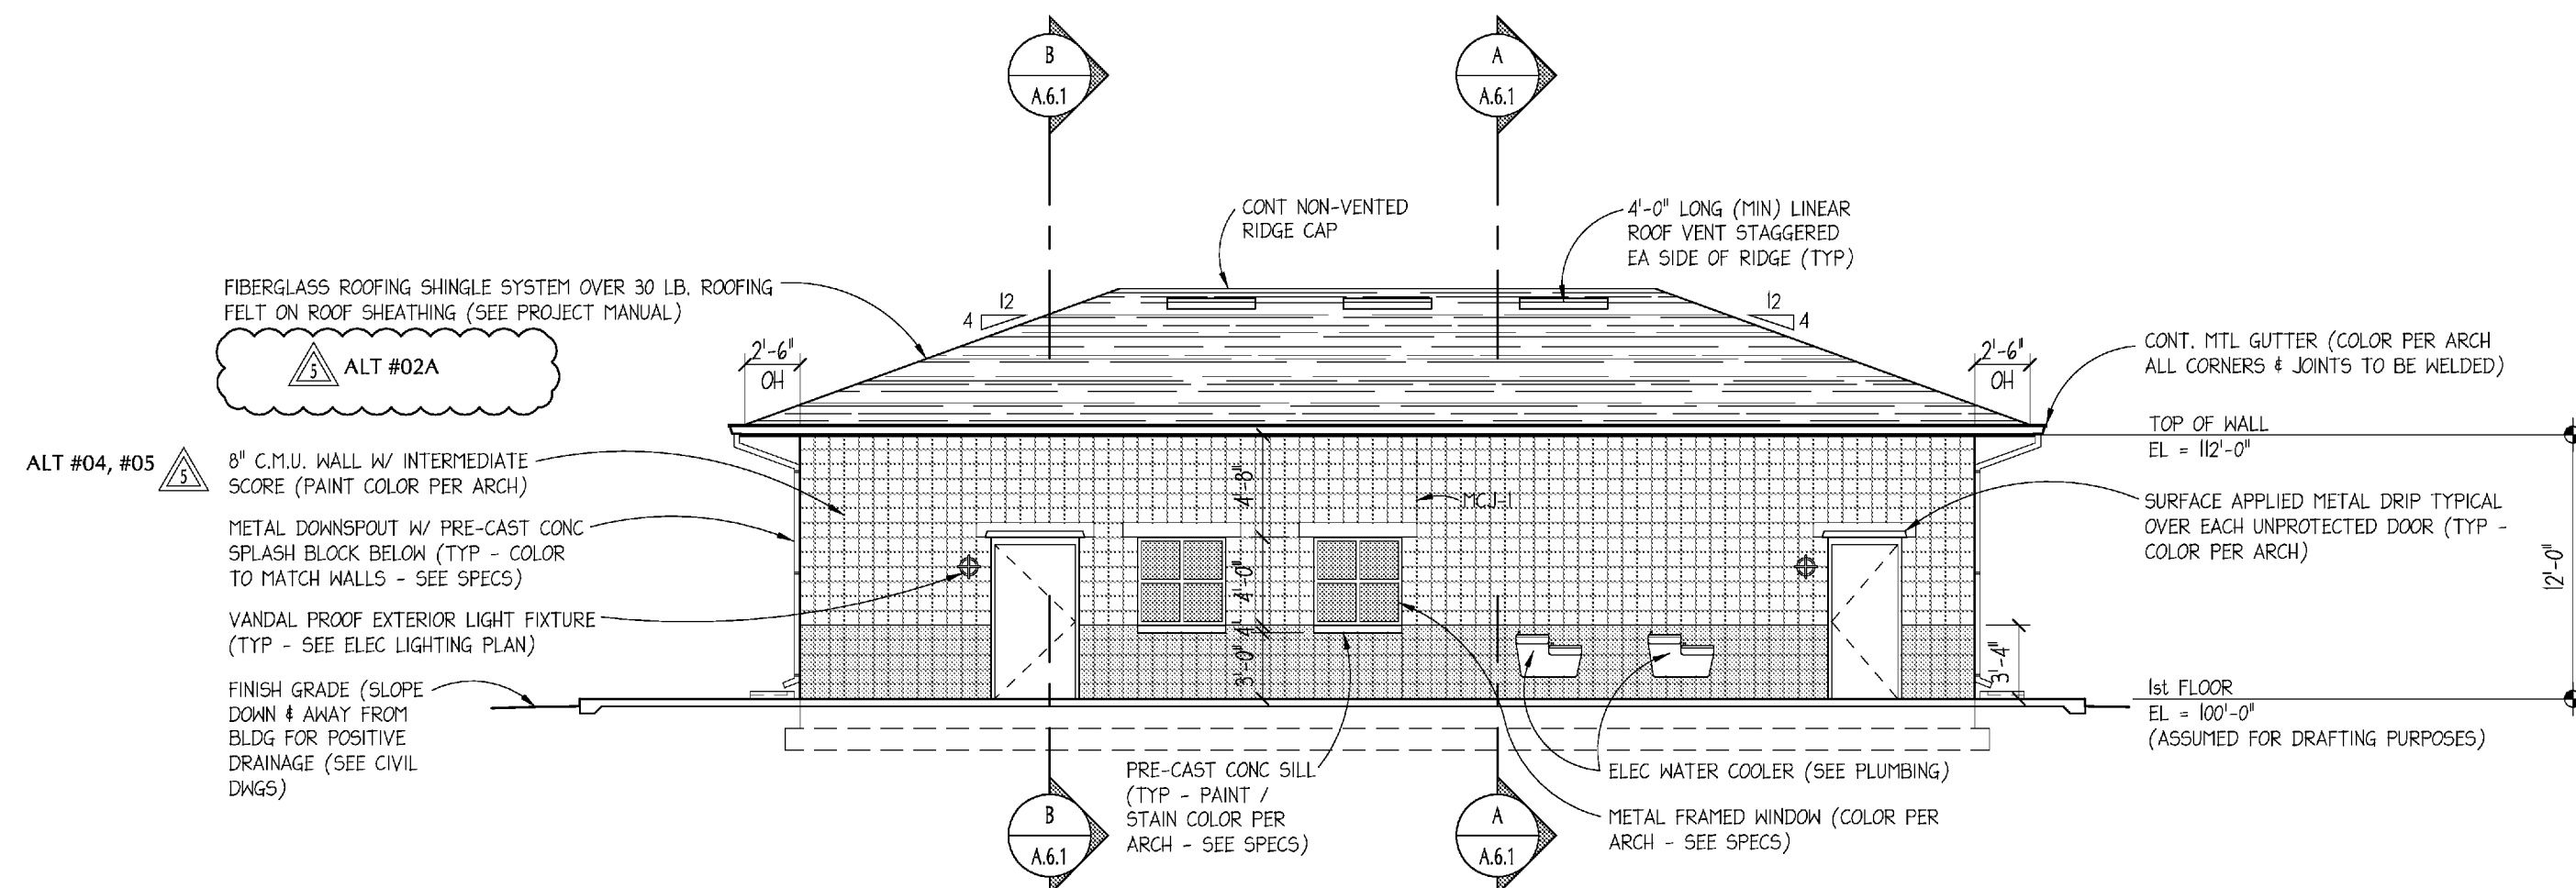 B
A.6.1
A
A.6.1
CONT NON-VENTED
RIDGE CAP
4'-0" LONG (MIN) LINEAR
ROOF VENT STAGGERED
EA SIDE OF RIDGE (TYP)
FIBERGLASS ROOFING SHINGLE SYSTEM OVER 30 LB. ROOFING
FELT ON ROOF SHEATHING (SEE PROJECT MANUAL)
12
4
12
4
5 ALT #02A
2'-6"
OH
2'-6"
OH
CONT. MTL GUTTER (COLOR PER ARCH
ALL CORNERS & JOINTS TO BE WELDED)
TOP OF WALL
EL = 112'-0"
ALT #04, #05 5
8" C.M.U. WALL W/ INTERMEDIATE
SCORE (PAINT COLOR PER ARCH)
4'-8"
MCJ-1
SURFACE APPLIED METAL DRIP TYPICAL
OVER EACH UNPROTECTED DOOR (TYP -
COLOR PER ARCH)
METAL DOWNSPOUT W/ PRE-CAST CONC
SPLASH BLOCK BELOW (TYP - COLOR
TO MATCH WALLS - SEE SPECS)
4'-0"
12'-0"
VANDAL PROOF EXTERIOR LIGHT FIXTURE
(TYP - SEE ELEC LIGHTING PLAN)
4"
3'-0"
3'-4"
FINISH GRADE (SLOPE
DOWN & AWAY FROM
BLDG FOR POSITIVE
DRAINAGE (SEE CIVIL
DWGS)
1st FLOOR
EL = 100'-0"
(ASSUMED FOR DRAFTING PURPOSES)
PRE-CAST CONC SILL
(TYP - PAINT /
STAIN COLOR PER
ARCH - SEE SPECS)
ELEC WATER COOLER (SEE PLUMBING)
METAL FRAMED WINDOW (COLOR PER
ARCH - SEE SPECS)
B
A.6.1
A
A.6.1